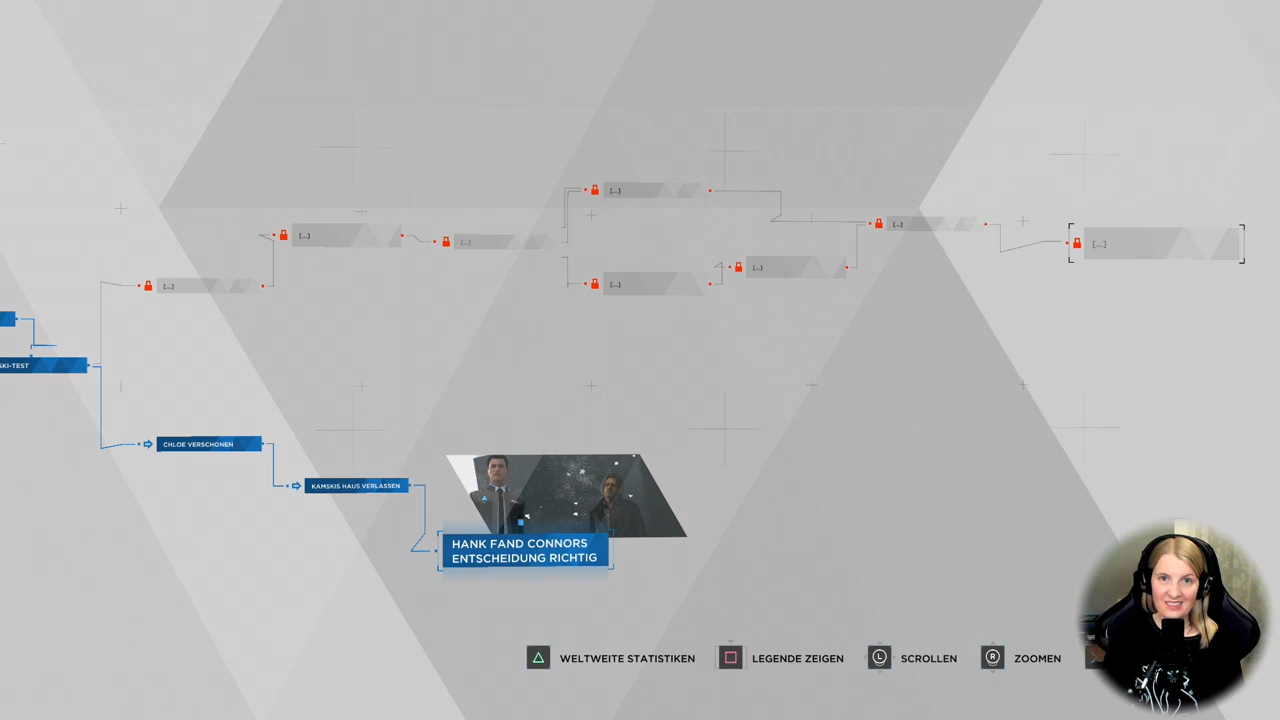 [...]
[...]
[...]
[...]
[...]
[...]
[...]
[...]
SKI-TEST
CHLOE VERSCHONEN
KAMSKIS HAUS VERLASSEN
HANK FAND CONNORS
ENTSCHEIDUNG RICHTIG
WELTWEITE STATISTIKEN
LEGENDE ZEIGEN
L
SCROLLEN
R
ZOOMEN